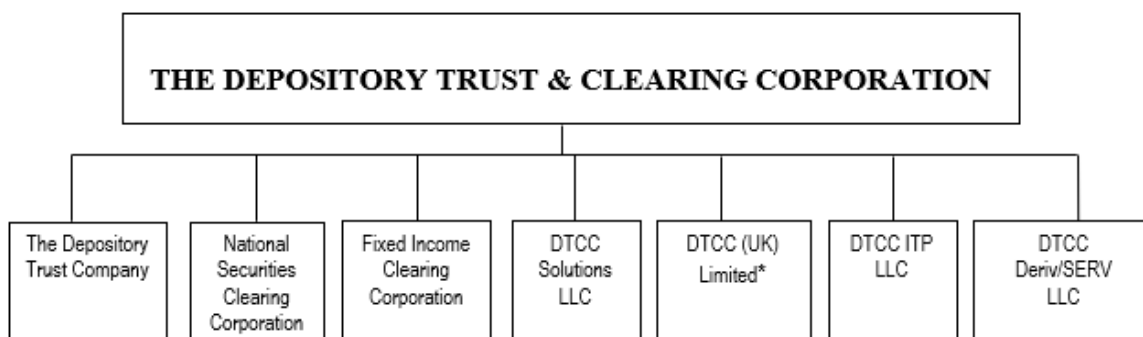 THE DEPOSITORY TRUST & CLEARING CORPORATION
The Depository
Trust Company
National
Securities
Clearing
Corporation
Fixed Income
Clearing
Corporation
DTCC
Solutions
LLC
DTCC (UK)
Limited*
DTCC ITP
LLC
DTCC
Deriv/SERV
LLC